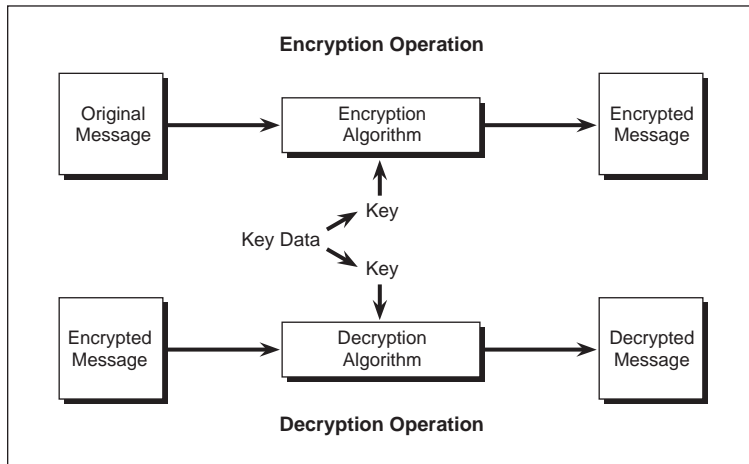 Encryption Operation
Original
Message
Encryption
Algorithm
Encrypted
Message
Key
Key Data
Key
Encrypted
Message
Decryption
Algorithm
Decrypted
Message
Decryption Operation